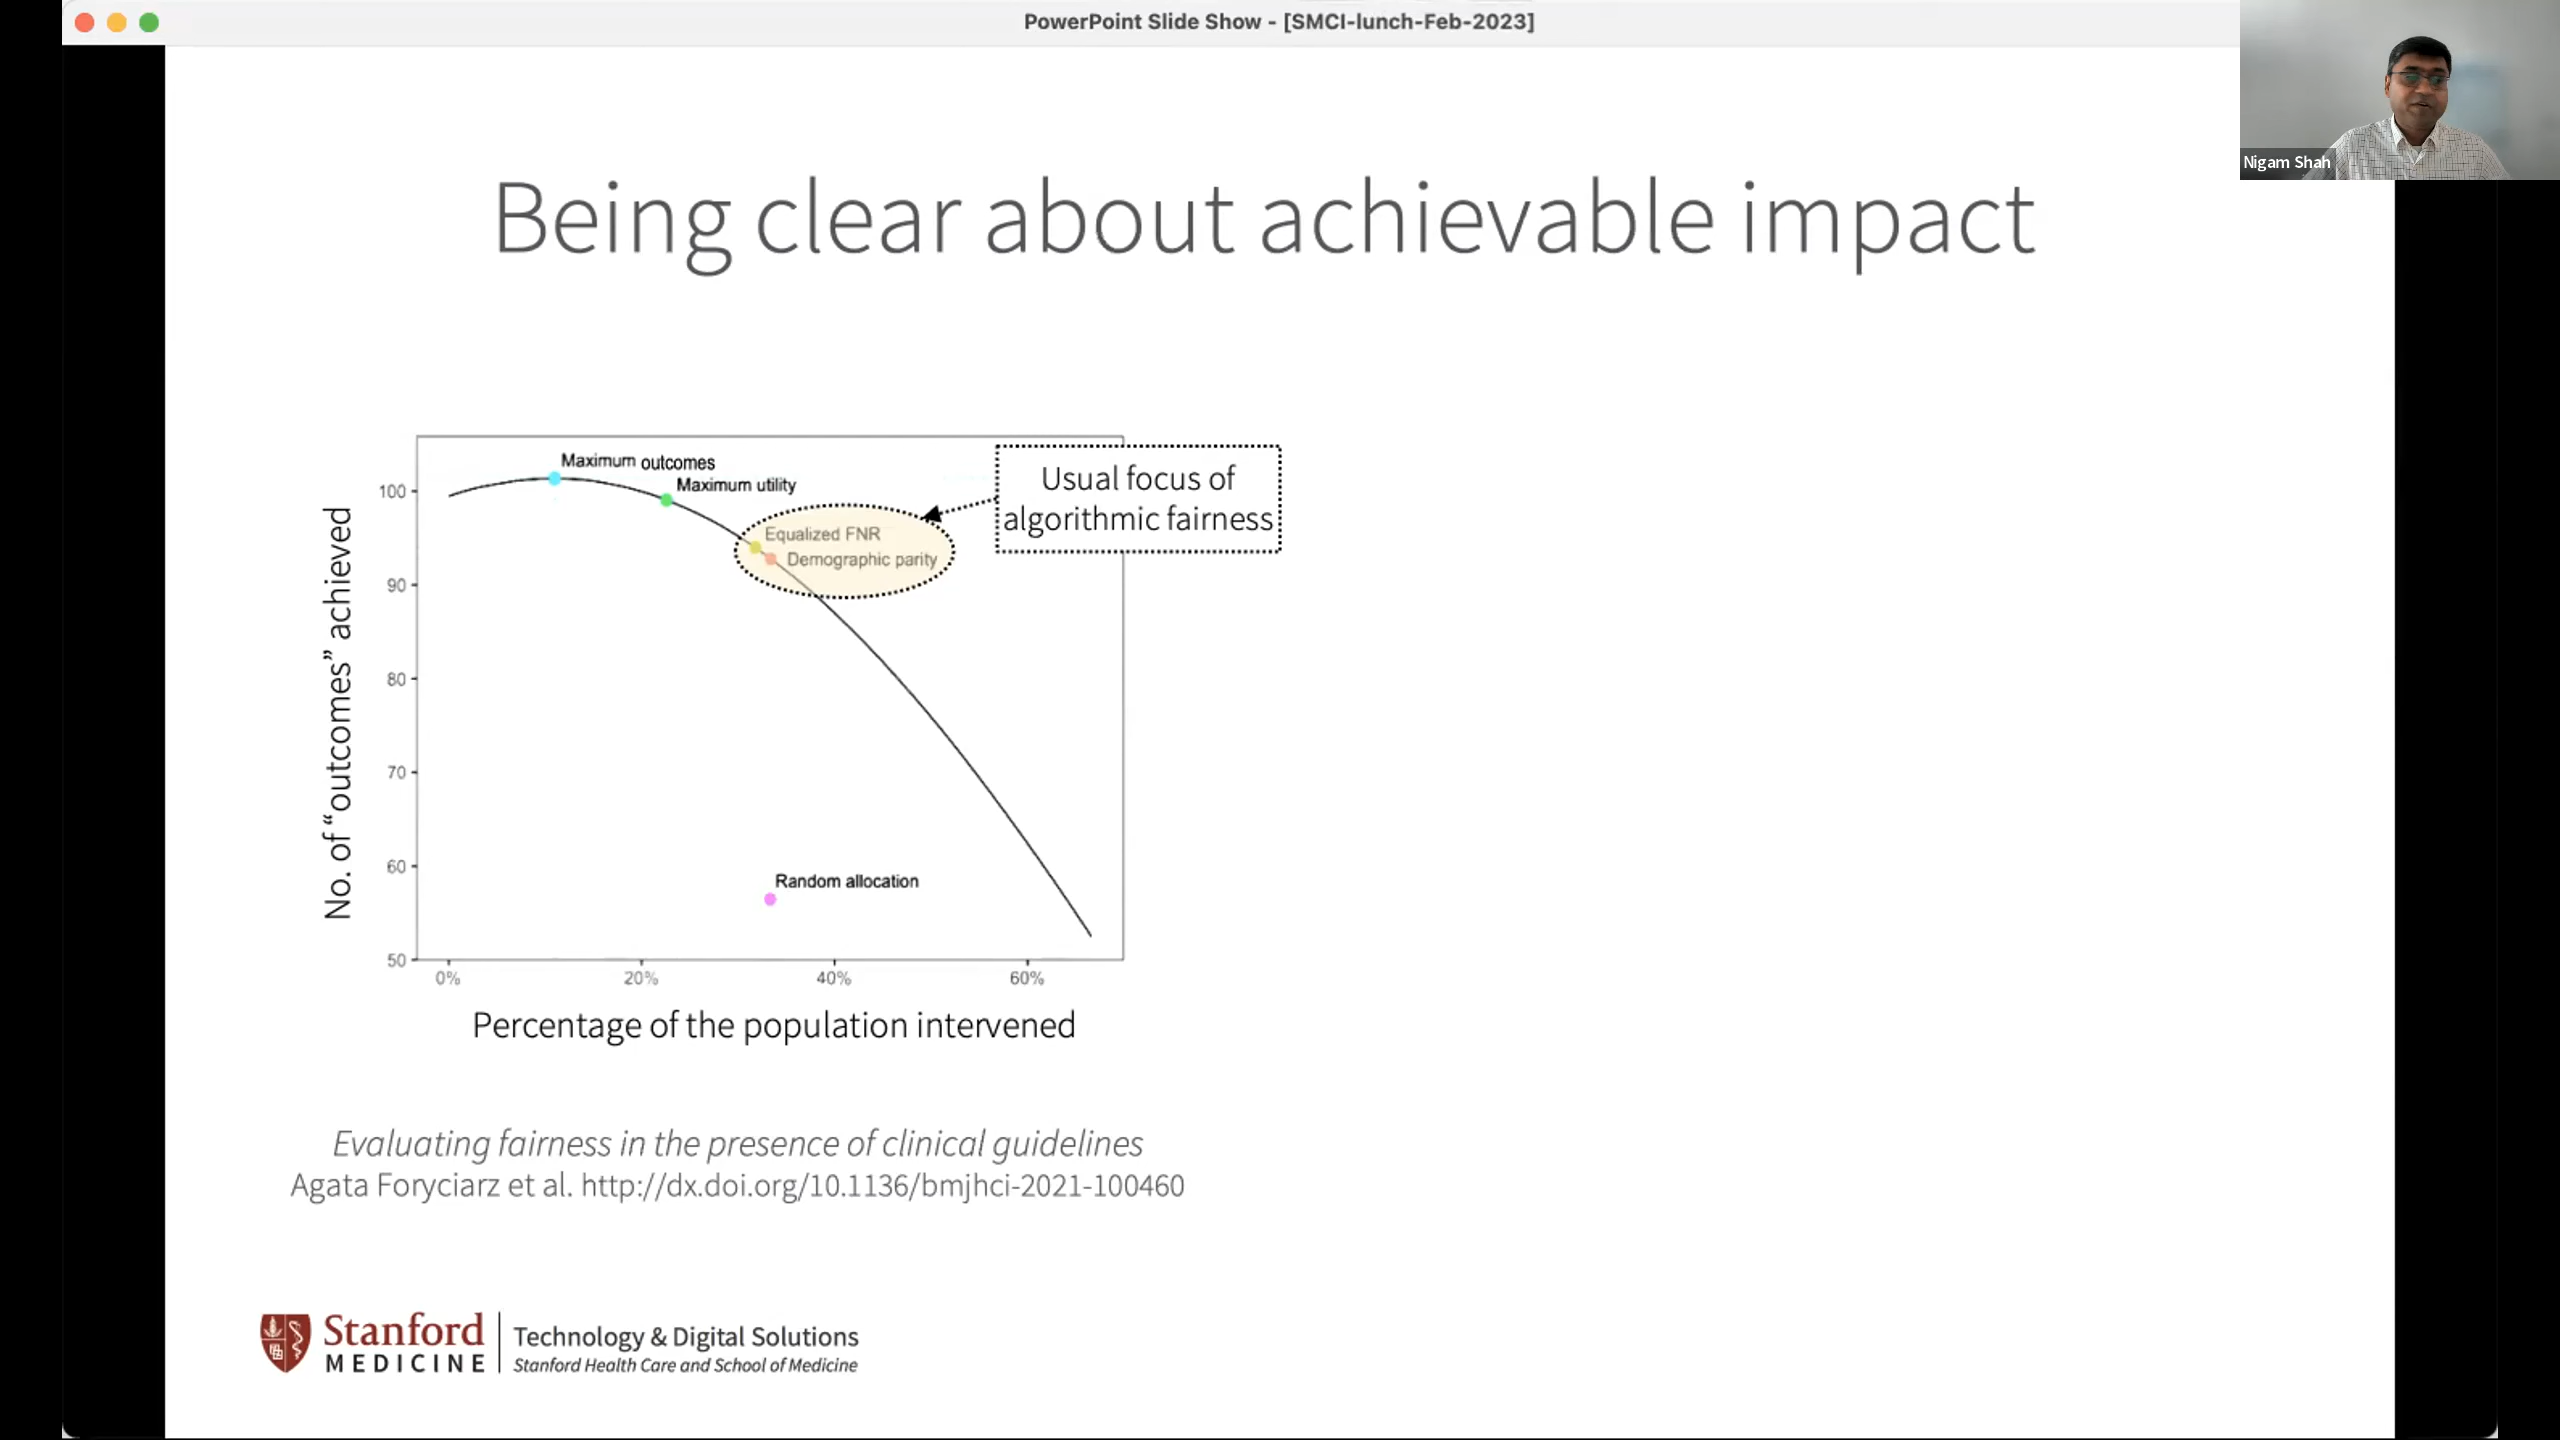 PowerPoint Slide Show - [SMCI-lunch-Feb-2023]
Nigam Shah
Being clear about achievable impact
Maximum outcomes
Maximum utility
Equalized FNR
Demographic parity
Usual focus of
algorithmic fairness
Random allocation
No. of “outcomes” achieved
100
90
80
70
60
50
0%
20%
40%
60%
Percentage of the population intervened
Evaluating fairness in the presence of clinical guidelines
Agata Foryciarz et al. http://dx.doi.org/10.1136/bmjhci-2021-100460
Stanford
MEDICINE
Technology & Digital Solutions
Stanford Health Care and School of Medicine